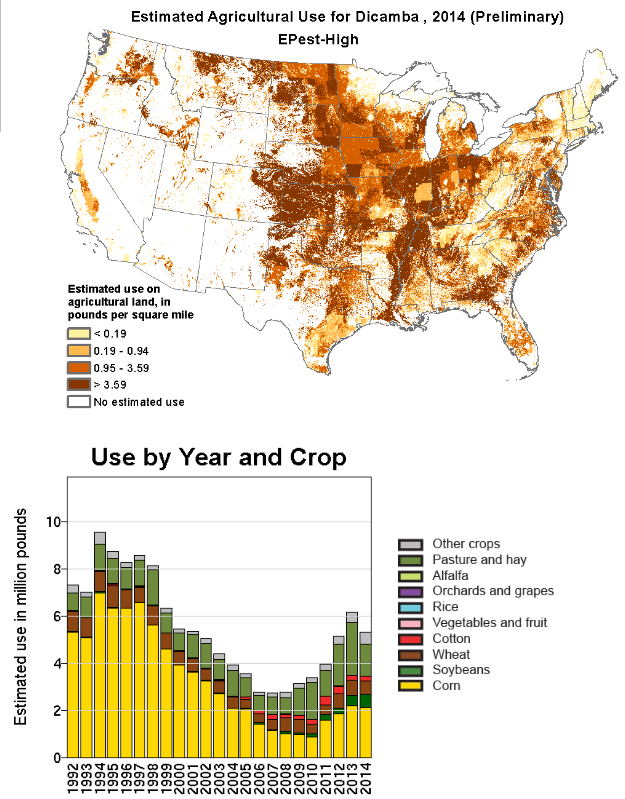 Estimated Agricultural Use for Dicamba , 2014 (Preliminary)
EPest-High
Estimated use on
agricultural land, in
pounds per square mile
< 0.19
0.19 - 0.94
0.95 - 3.59
> 3.59
No estimated use
Use by Year and Crop
Estimated use in million pounds
10
8
6
4
2
0
1992
1993
1994
1995
1996
1997
1998
1999
2000
2001
2002
2003
2004
2005
2006
2007
2008
2009
2010
2011
2012
2013
2014
Other crops
Pasture and hay
Alfalfa
Orchards and grapes
Rice
Vegetables and fruit
Cotton
Wheat
Soybeans
Corn